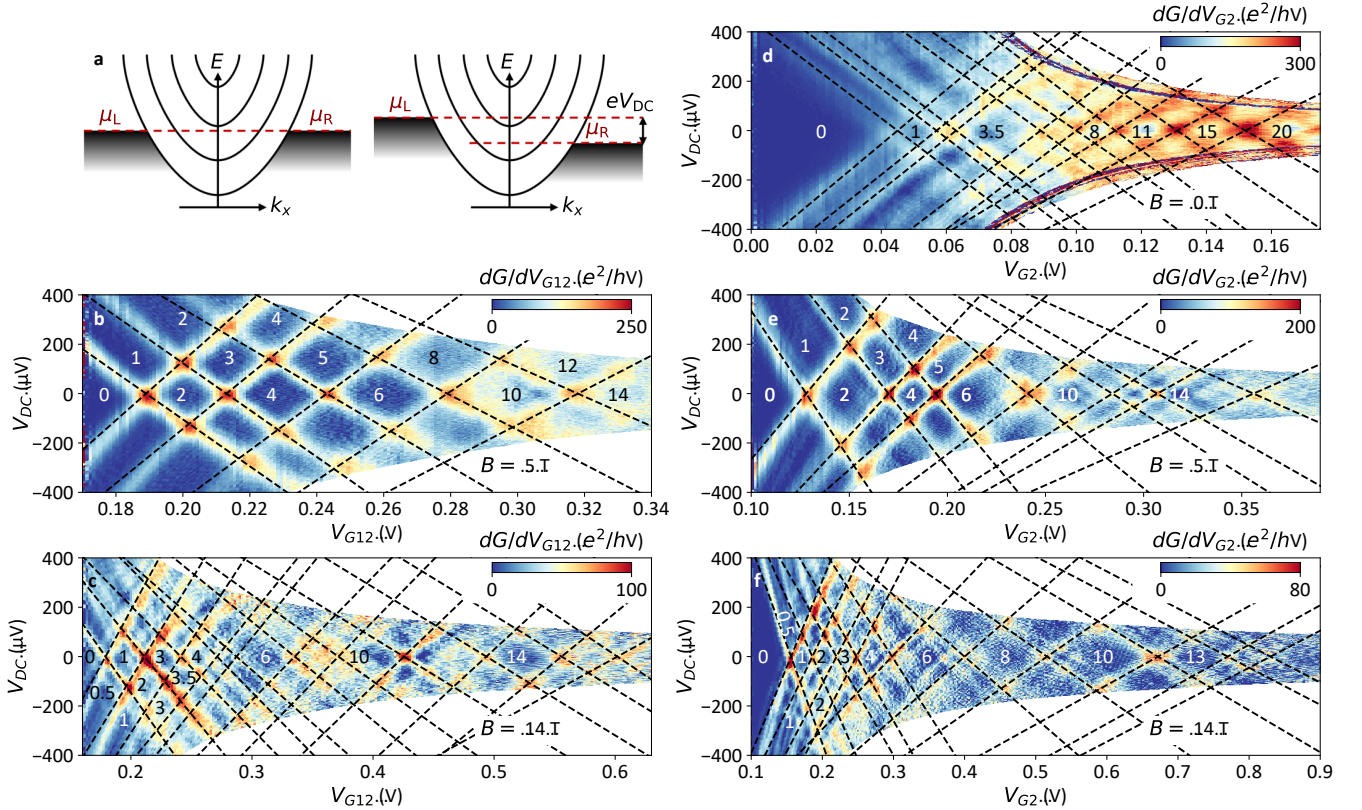 a
E
μL
μR
kx
E
μL
eVDC
μR
kx
dG/dVG2.(.e²/hV)
0 300
d
400
200
0
−200
−400
VDC.(μV)
0 1 3.5 8 11 15 20
B = .0.T
0.00 0.02 0.04 0.06 0.08 0.10 0.12 0.14 0.16
VG2.(.V)
dG/dVG12.(.e²/hV)
0 250
b
400
200
0
−200
−400
VDC.(μV)
2 4
1 3 5 8 12
0 2 4 6 10 14
B = .5.T
0.18 0.20 0.22 0.24 0.26 0.28 0.30 0.32 0.34
VG12.(.V)
dG/dVG2.(.e²/hV)
0 200
e
400
200
0
−200
−400
VDC.(μV)
2 4
1 3 5
0 2 4 6 10 14
B = .5.T
0.10 0.15 0.20 0.25 0.30 0.35
VG2.(.V)
dG/dVG12.(.e²/hV)
0 100
c
400
200
0
−200
−400
VDC.(μV)
0 1 3 4 6 10 14
0.5 2 3.5
1 3
B = .14.T
0.2 0.3 0.4 0.5 0.6
VG12.(.V)
dG/dVG2.(.e²/hV)
0 80
f
400
200
0
−200
−400
VDC.(μV)
0.5
0 1 2 3 4 6 8 10 13
1 2
B = .14.T
0.1 0.2 0.3 0.4 0.5 0.6 0.7 0.8 0.9
VG2.(.V)